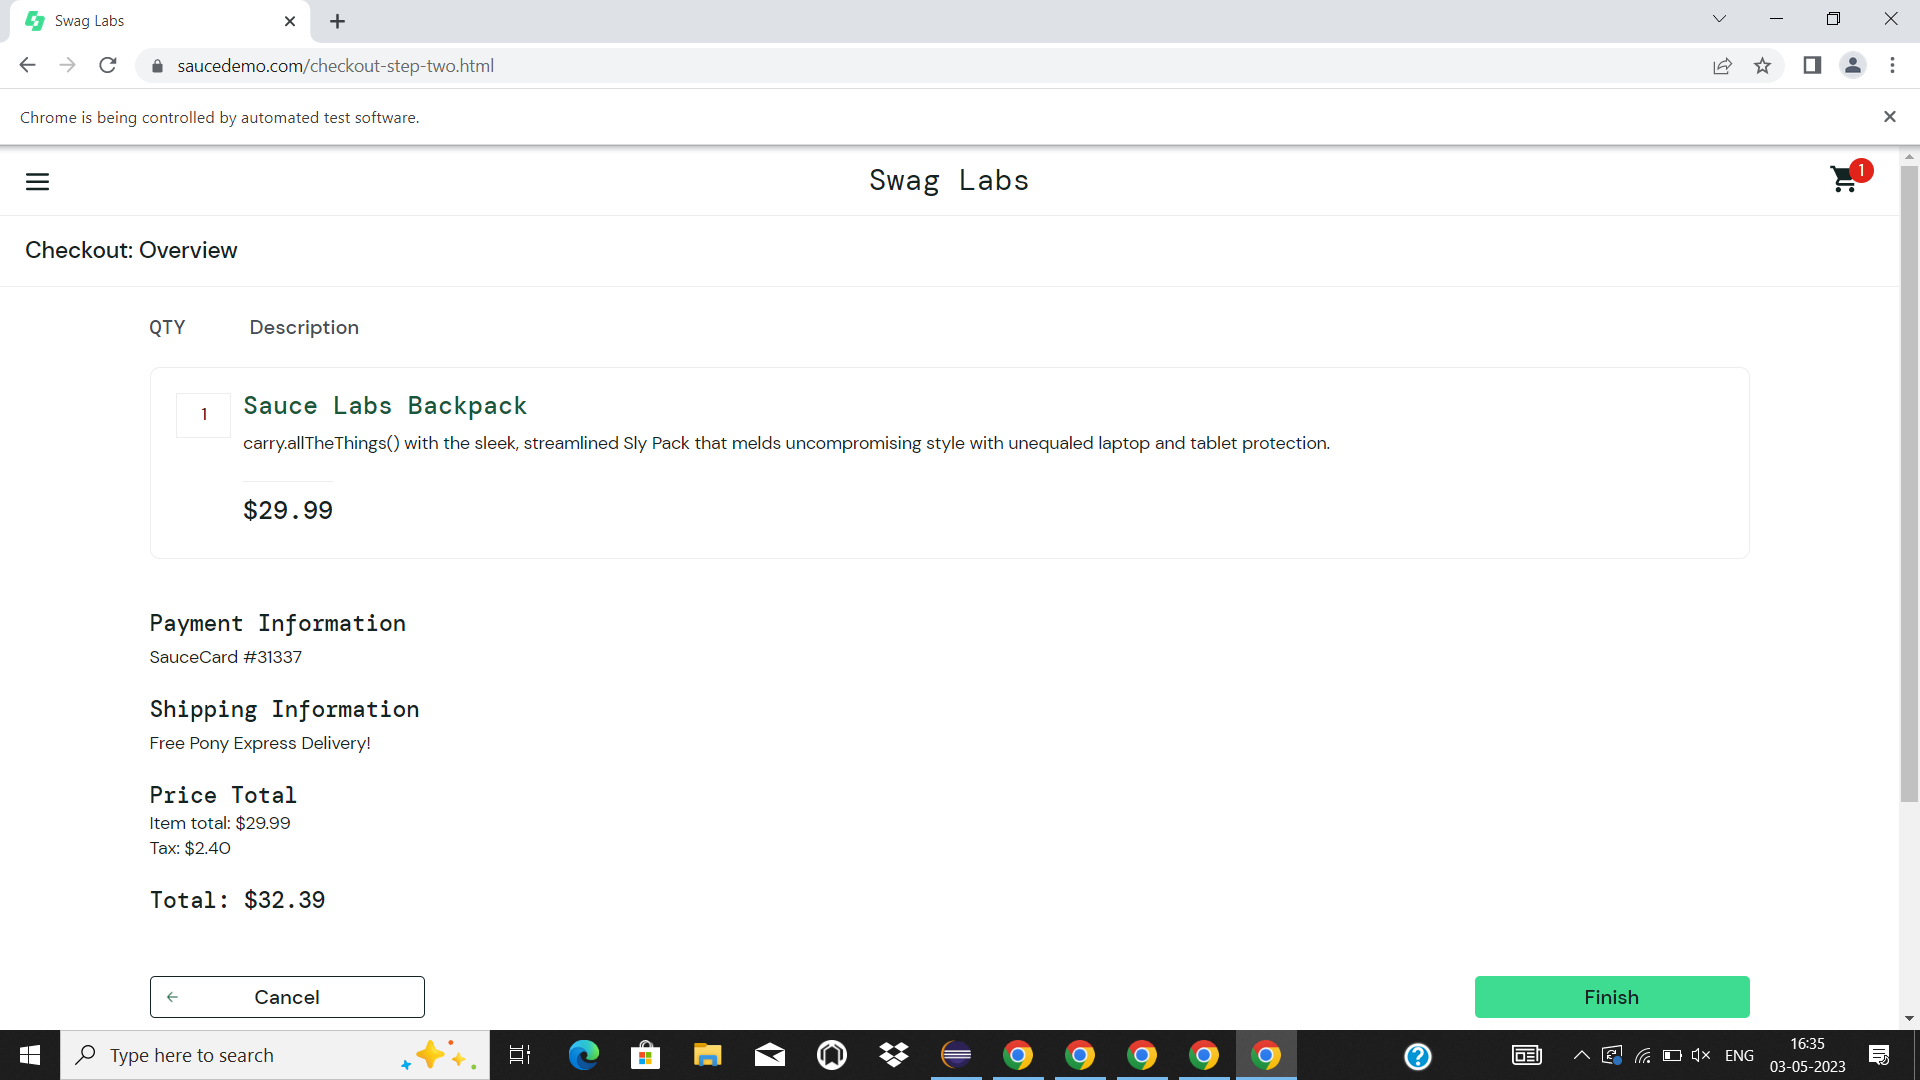 Swag Labs
saucedemo.com/checkout-step-two.html
Chrome is being controlled by automated test software.
Swag Labs
1
Checkout: Overview
QTY Description
1 Sauce Labs Backpack
carry.allTheThings() with the sleek, streamlined Sly Pack that melds uncompromising style with unequaled laptop and tablet protection.
$29.99
Payment Information
SauceCard #31337
Shipping Information
Free Pony Express Delivery!
Price Total
Item total: $29.99
Tax: $2.40
Total: $32.39
Cancel Finish
Type here to search
ENG
16:35
03-05-2023